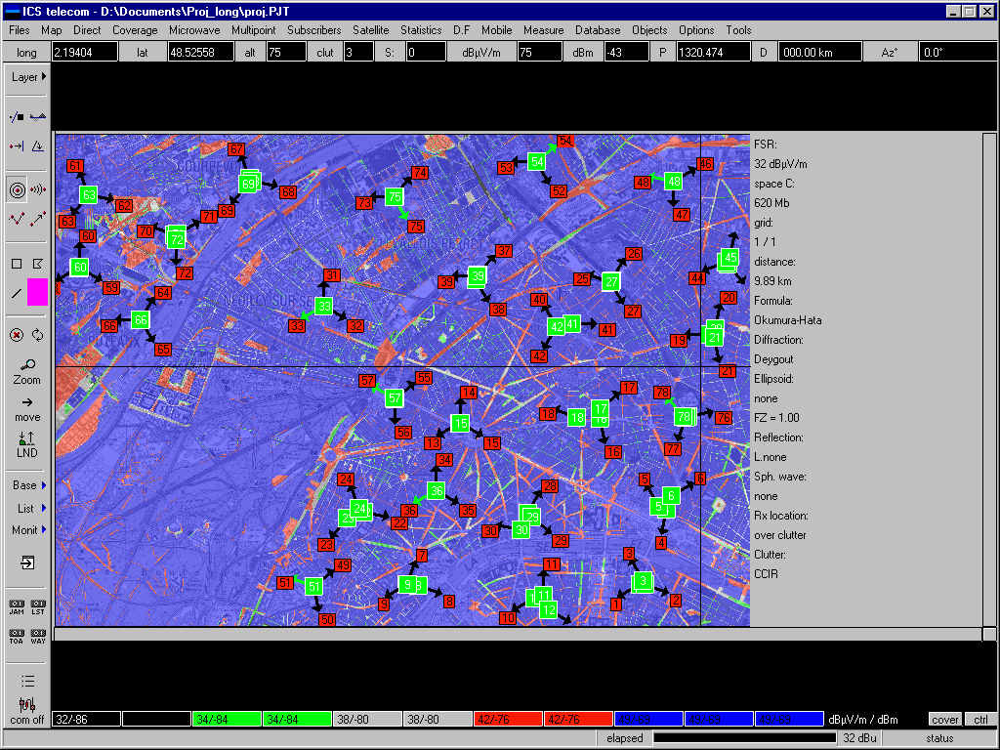 ICS telecom - D:\Documents\Proj_long\proj.PJT
Files Map Direct Coverage Microwave Multipoint Subscribers Satellite Statistics D.F Mobile Measure Database Objects Options Tools
long 2.19404 lat 48.52558 alt 75 clut 3 S: 0 dBµV/m 75 dBm -43 P 1320.474 D 000.00 km Az° 0.0°
Layer
Zoom
move
LND
Base
List
Monit
JAM LST
TOA WAY
com off
67 54
61 63 62 63 60
68 69 70 71 72 72
74 75 73 75
53 54 52
46 48 48 47
60 59 64 66 66 65
31 33 33 32
37 39 39 38
26 25 27 27
40 42 41 41 42
45 44 20 19 21 21
57 55 57 56
14 15 13 15
17 18 18 17 16
78 78 76 77
34 36 36 35
24 24 22 23
28 29 30 30 29
5 6 6 5 4
49 51 51 50
7 9 8 9
11 11 12 10
3 3 1 2
FSR:
32 dBµV/m
space C:
620 Mb
grid:
1 / 1
distance:
9.89 km
Formula:
Okumura-Hata
Diffraction:
Deygout
Ellipsoid:
none
FZ = 1.00
Reflection:
L.none
Sph. wave:
none
Rx location:
over clutter
Clutter:
CCIR
32/-86 34/-84 34/-84 38/-80 38/-80 42/-76 42/-76 49/-69 49/-69 49/-69 dBµV/m / dBm cover ctrl
elapsed 32 dBu status